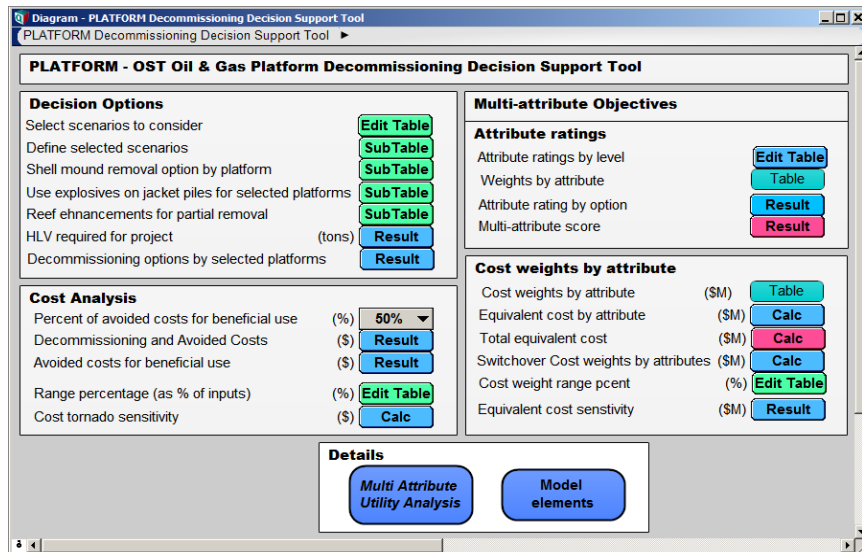 Diagram - PLATFORM Decommissioning Decision Support Tool
PLATFORM Decommissioning Decision Support Tool
PLATFORM - OST Oil & Gas Platform Decommissioning Decision Support Tool
Decision Options
Select scenarios to consider Edit Table
Define selected scenarios SubTable
Shell mound removal option by platform SubTable
Use explosives on jacket piles for selected platforms SubTable
Reef ehnancements for partial removal SubTable
HLV required for project (tons) Result
Decommissioning options by selected platforms Result
Cost Analysis
Percent of avoided costs for beneficial use (%) 50%
Decommissioning and Avoided Costs ($) Result
Avoided costs for beneficial use ($) Result
Range percentage (as % of inputs) (%) Edit Table
Cost tornado sensitivity ($) Calc
Multi-attribute Objectives
Attribute ratings
Attribute ratings by level Edit Table
Weights by attribute Table
Attribute rating by option Result
Multi-attribute score Result
Cost weights by attribute
Cost weights by attribute ($M) Table
Equivalent cost by attribute ($M) Calc
Total equivalent cost ($M) Calc
Switchover Cost weights by attributes ($M) Calc
Cost weight range pcent (%) Edit Table
Equivalent cost senstivity ($M) Result
Details
Multi Attribute
Utility Analysis
Model
elements